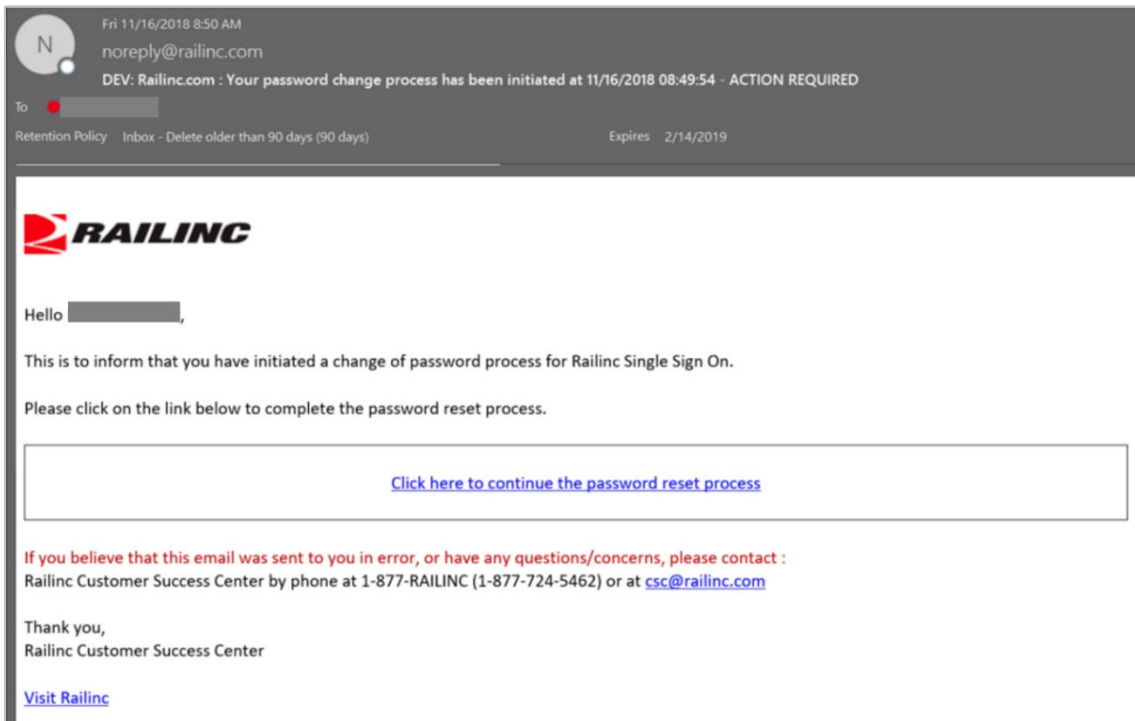 N
Fri 11/16/2018 8:50 AM
noreply@railinc.com
DEV: Railinc.com : Your password change process has been initiated at 11/16/2018 08:49:54 - ACTION REQUIRED
To
Retention Policy Inbox - Delete older than 90 days (90 days) Expires 2/14/2019
RAILINC
Hello ,
This is to inform that you have initiated a change of password process for Railinc Single Sign On.
Please click on the link below to complete the password reset process.
Click here to continue the password reset process
If you believe that this email was sent to you in error, or have any questions/concerns, please contact :
Railinc Customer Success Center by phone at 1-877-RAILINC (1-877-724-5462) or at csc@railinc.com
Thank you,
Railinc Customer Success Center
Visit Railinc